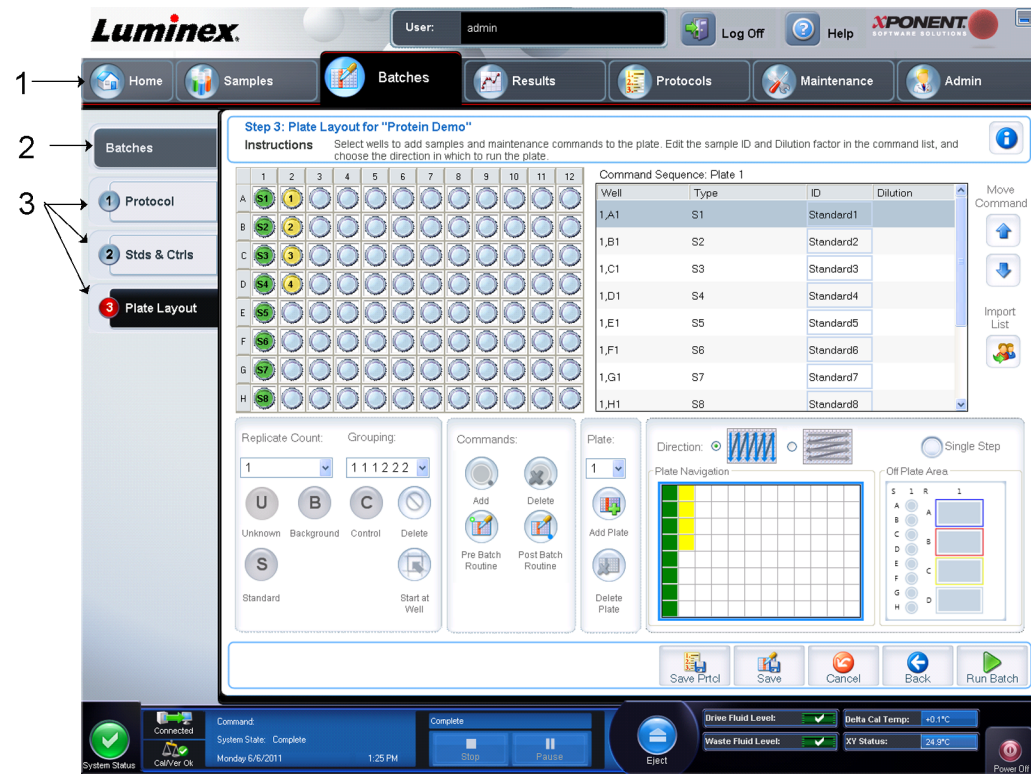 Luminex.
User: admin
Log Off
Help
XPONENT.
SOFTWARE SOLUTIONS
1
Home
Samples
Batches
Results
Protocols
Maintenance
Admin
2
Batches
3
1 Protocol
2 Stds & Ctrls
3 Plate Layout
Step 3: Plate Layout for "Protein Demo"
Instructions Select wells to add samples and maintenance commands to the plate. Edit the sample ID and Dilution factor in the command list, and
choose the direction in which to run the plate.
1 2 3 4 5 6 7 8 9 10 11 12
A S1 1
B S2 2
C S3 3
D S4 4
E S5
F S6
G S7
H S8
Command Sequence: Plate 1
Well Type ID Dilution
1,A1 S1 Standard1
1,B1 S2 Standard2
1,C1 S3 Standard3
1,D1 S4 Standard4
1,E1 S5 Standard5
1,F1 S6 Standard6
1,G1 S7 Standard7
1,H1 S8 Standard8
Move
Command
Import
List
Replicate Count: Grouping:
1 1 1 1 2 2 2
U B C
Unknown Background Control Delete
S
Standard Start at
Well
Commands:
Add Delete
Pre Batch
Routine
Post Batch
Routine
Plate:
1
Add Plate
Delete
Plate
Direction:
Single Step
Plate Navigation
Off Plate Area
S 1 R 1
A
B
C
D
E
F
G
H
A
B
C
D
Save Prtcl
Save
Cancel
Back
Run Batch
System Status
Connected
Cal/Ver Ok
Command:
System State: Complete
Monday 6/6/2011 1:25 PM
Complete
Stop
Pause
Eject
Drive Fluid Level:
Waste Fluid Level:
Delta Cal Temp: +0.1°C
XY Status: 24.9°C
Power Off